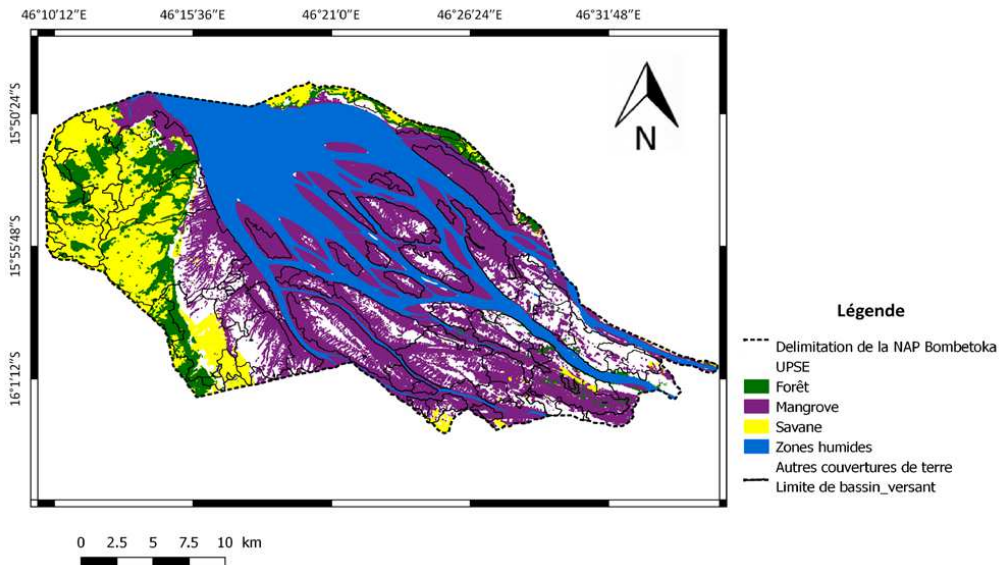 46°10'12"E 46°15'36"E 46°21'0"E 46°26'24"E 46°31'48"E
15°50'24"S
15°55'48"S
16°1'12"S
N
Légende
Delimitation de la NAP Bombetoka
UPSE
Forêt
Mangrove
Savane
Zones humides
Autres couvertures de terre
Limite de bassin_versant
0 2.5 5 7.5 10 km